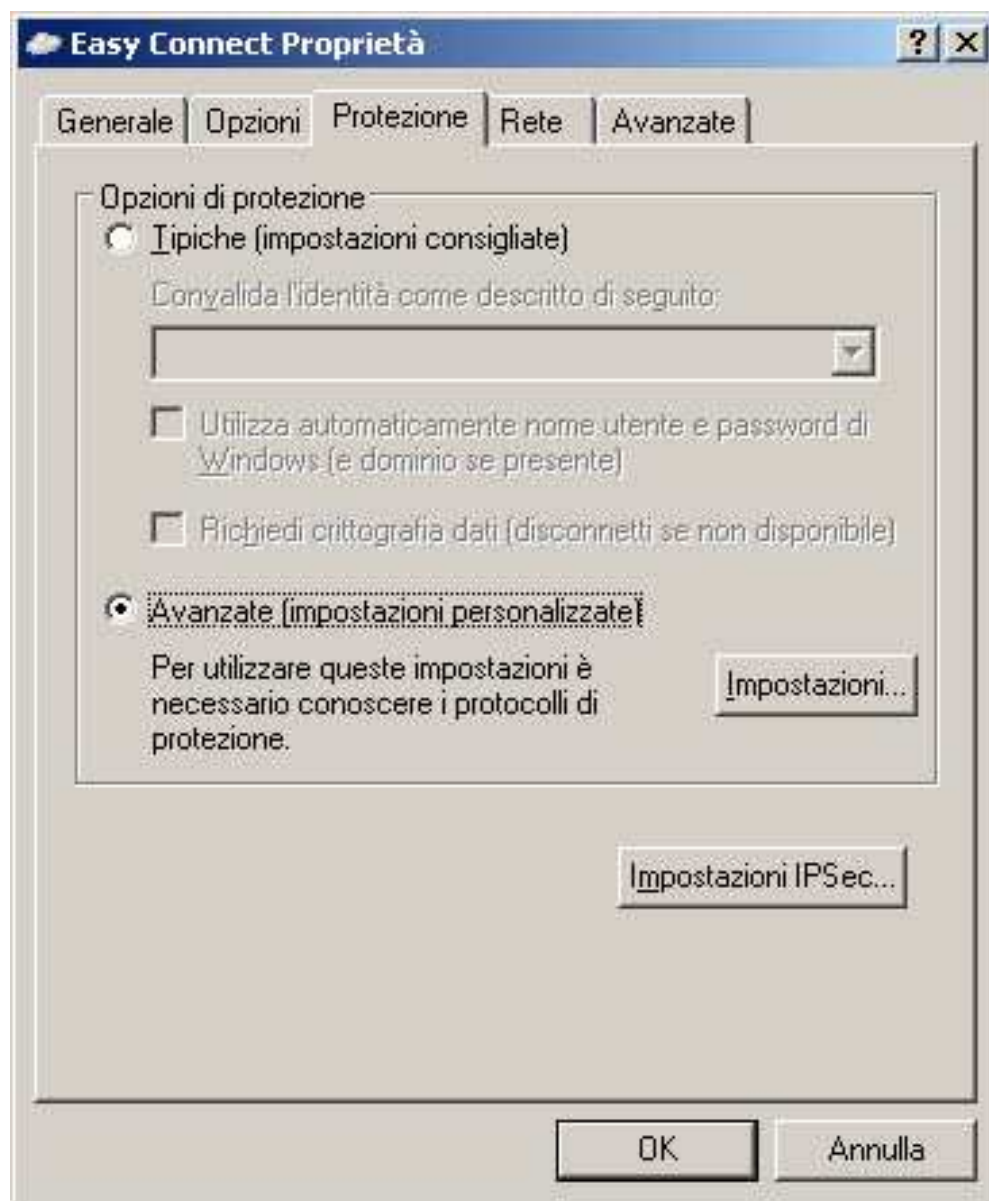 Easy Connect Proprietà
Generale Opzioni Protezione Rete Avanzate
Opzioni di protezione
Tipiche (impostazioni consigliate)
Convalida l'identità come descritto di seguito:
Utilizza automaticamente nome utente e password di
Windows (e dominio se presente)
Richiedi crittografia dati (disconnetti se non disponibile)
Avanzate (impostazioni personalizzate)
Per utilizzare queste impostazioni è
necessario conoscere i protocolli di
protezione.
Impostazioni...
Impostazioni IPSec...
OK Annulla